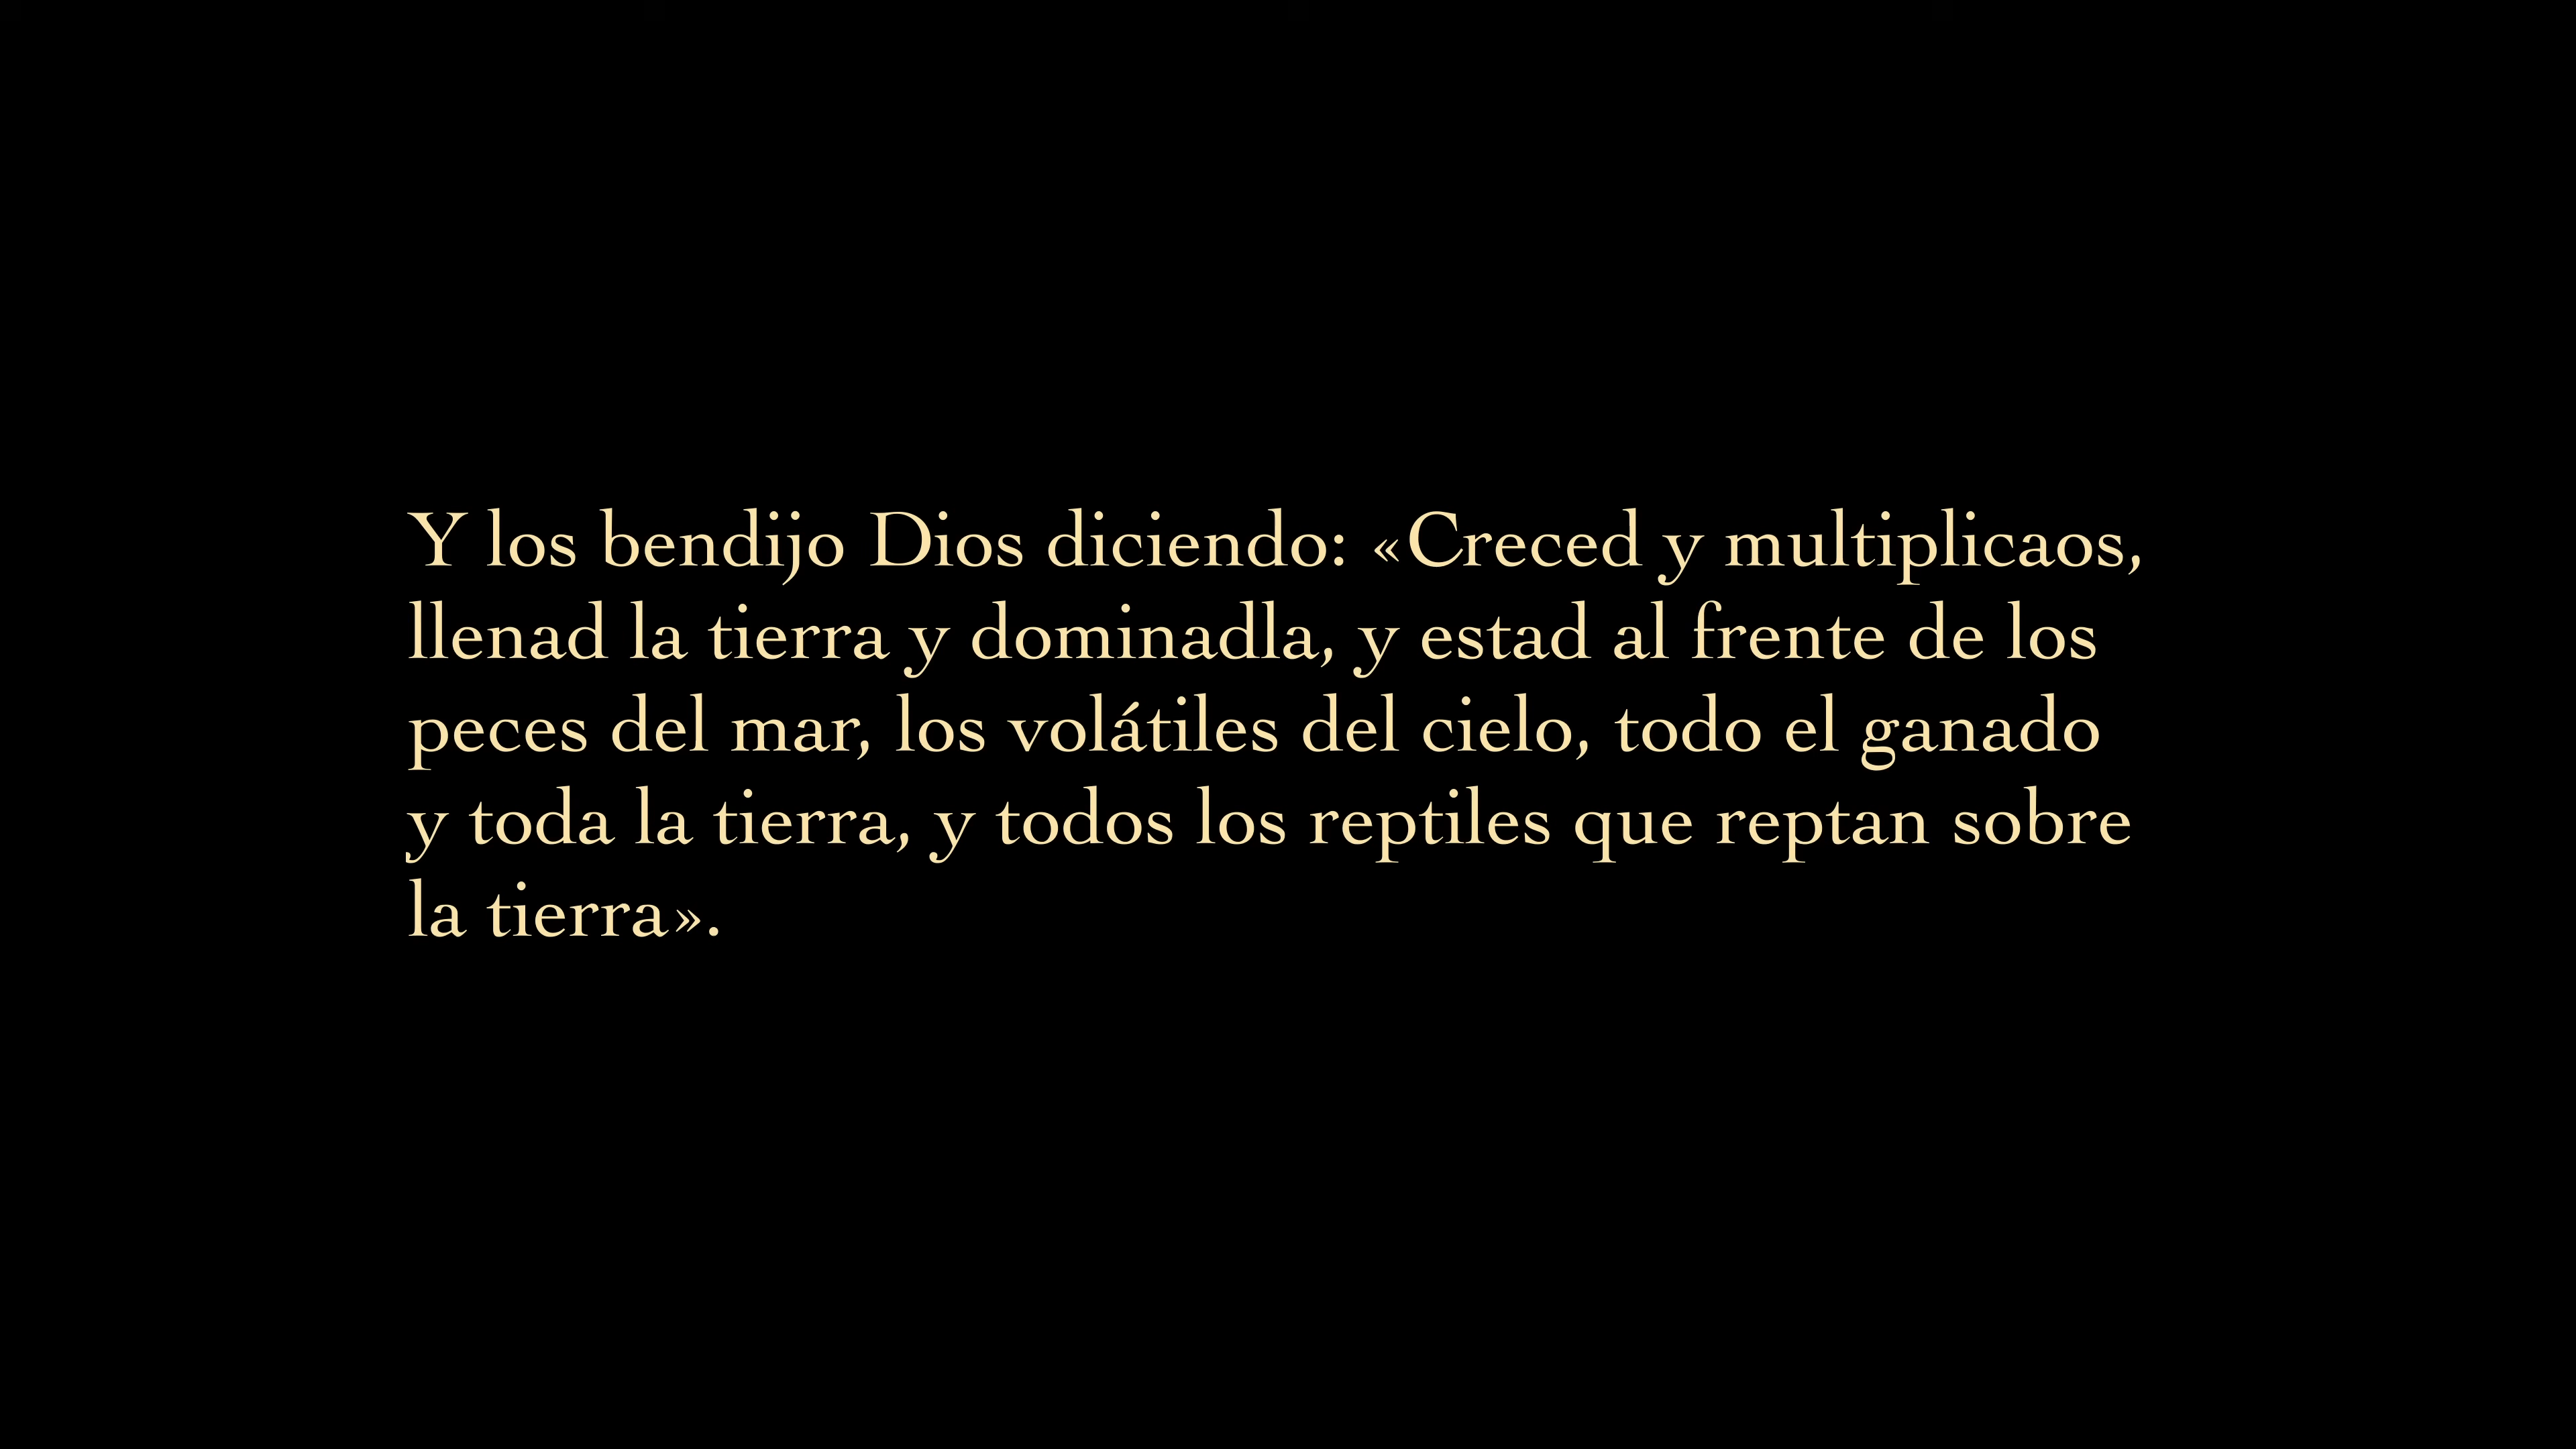 Y los bendijo Dios diciendo: «Creced y multiplicaos,
llenad la tierra y dominadla, y estad al frente de los
peces del mar, los volátiles del cielo, todo el ganado
y toda la tierra, y todos los reptiles que reptan sobre
la tierra».